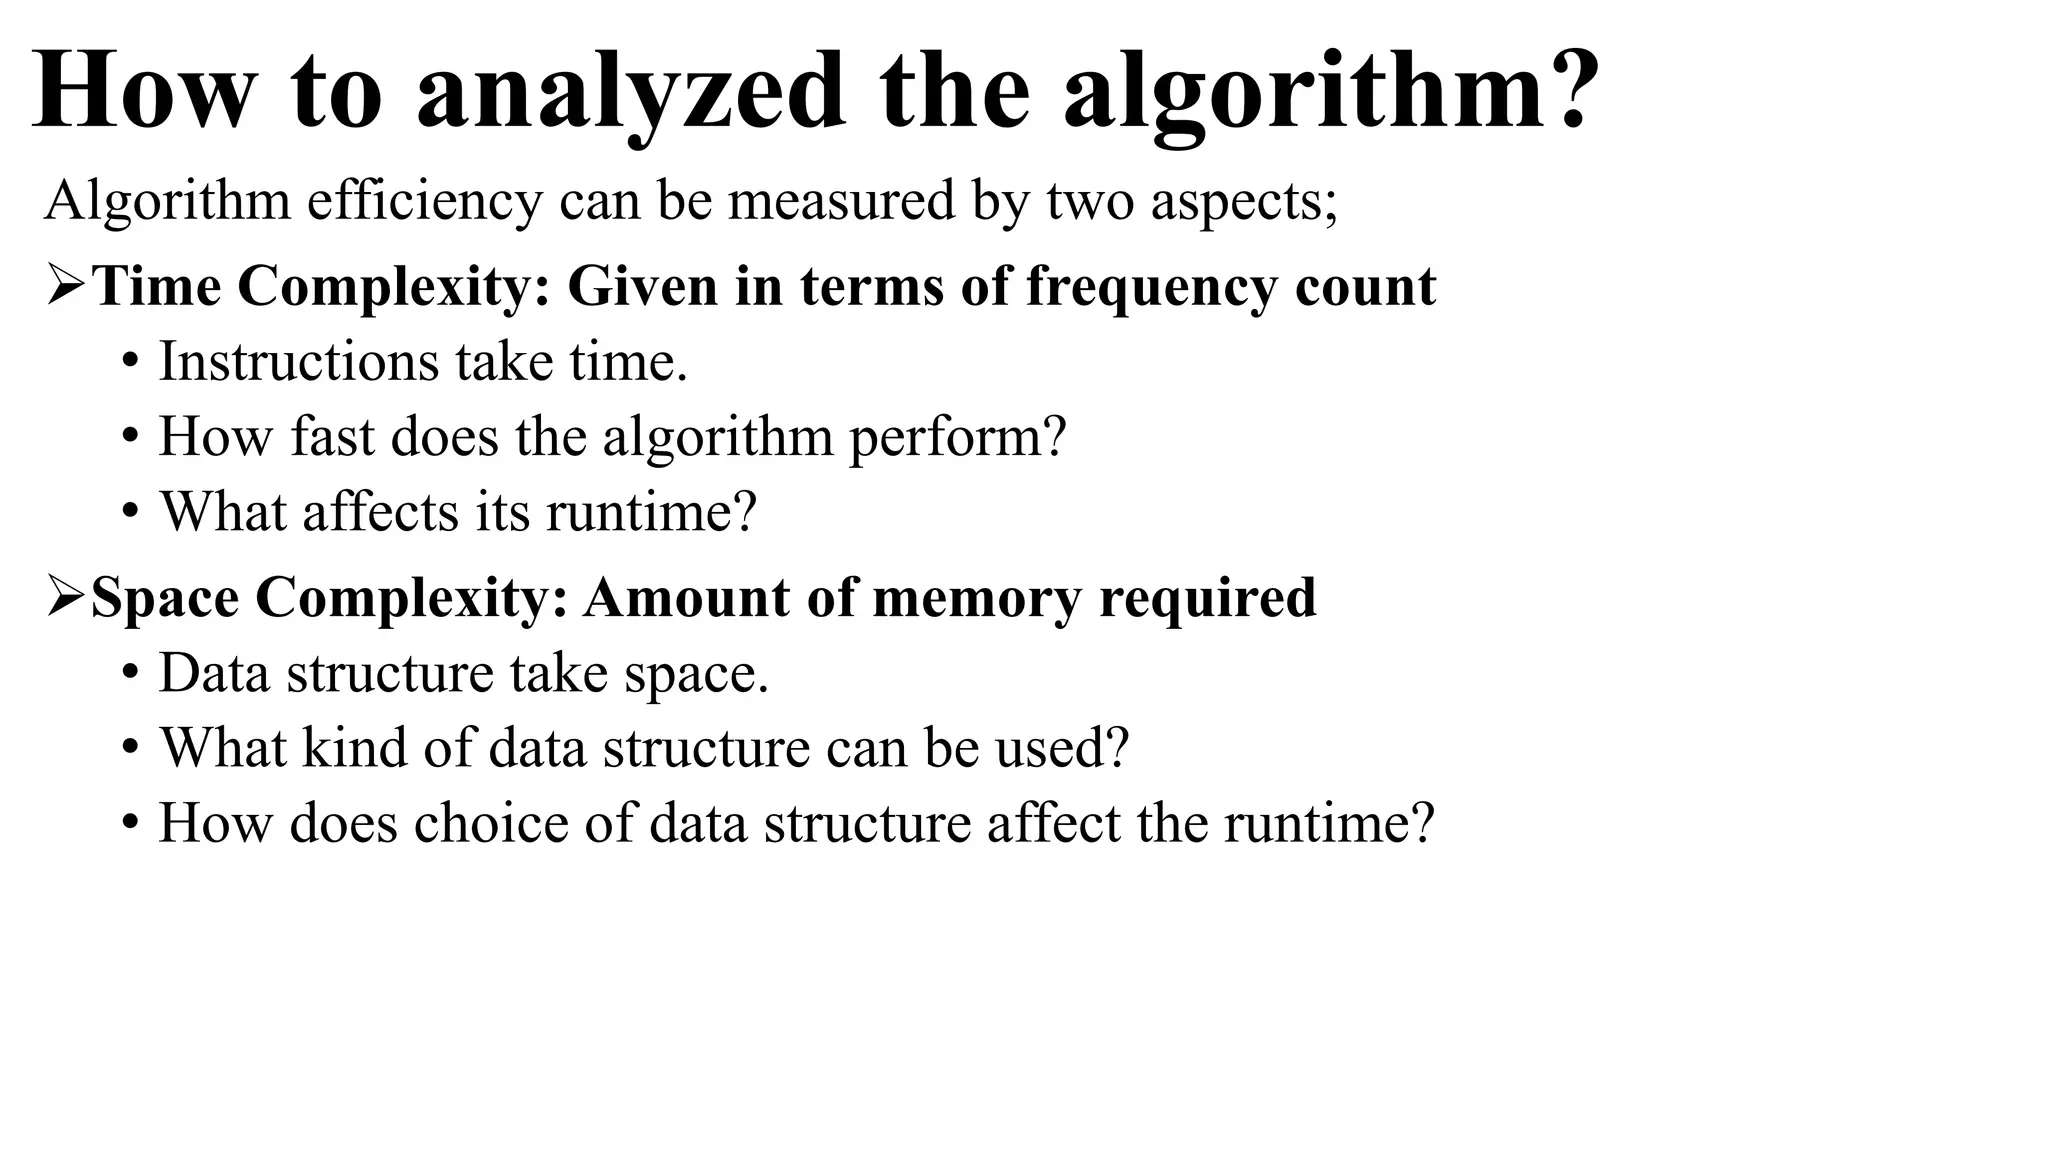 How to analyzed the algorithm?
Algorithm efficiency can be measured by two aspects;
➢Time Complexity: Given in terms of frequency count
• Instructions take time.
• How fast does the algorithm perform?
• What affects its runtime?
➢Space Complexity: Amount of memory required
• Data structure take space.
• What kind of data structure can be used?
• How does choice of data structure affect the runtime?